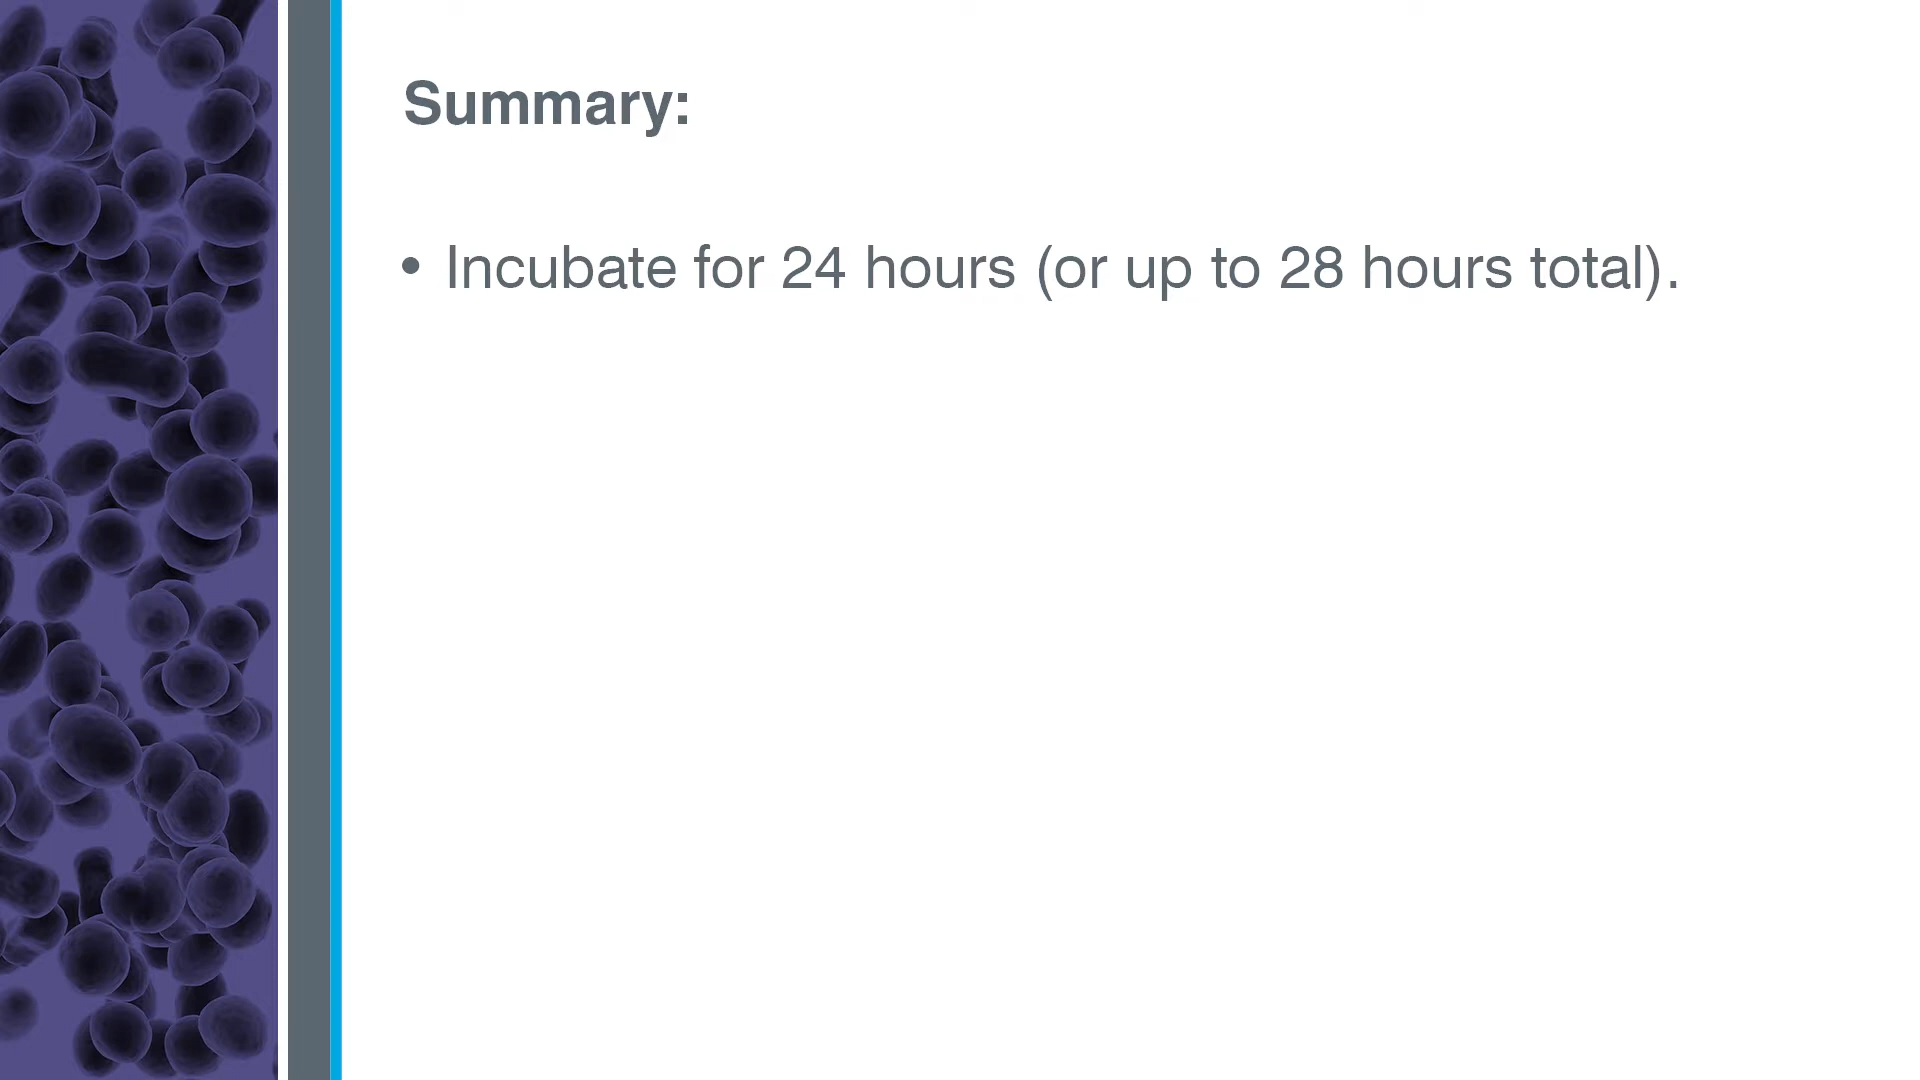 Summary:
• Incubate for 24 hours (or up to 28 hours total).